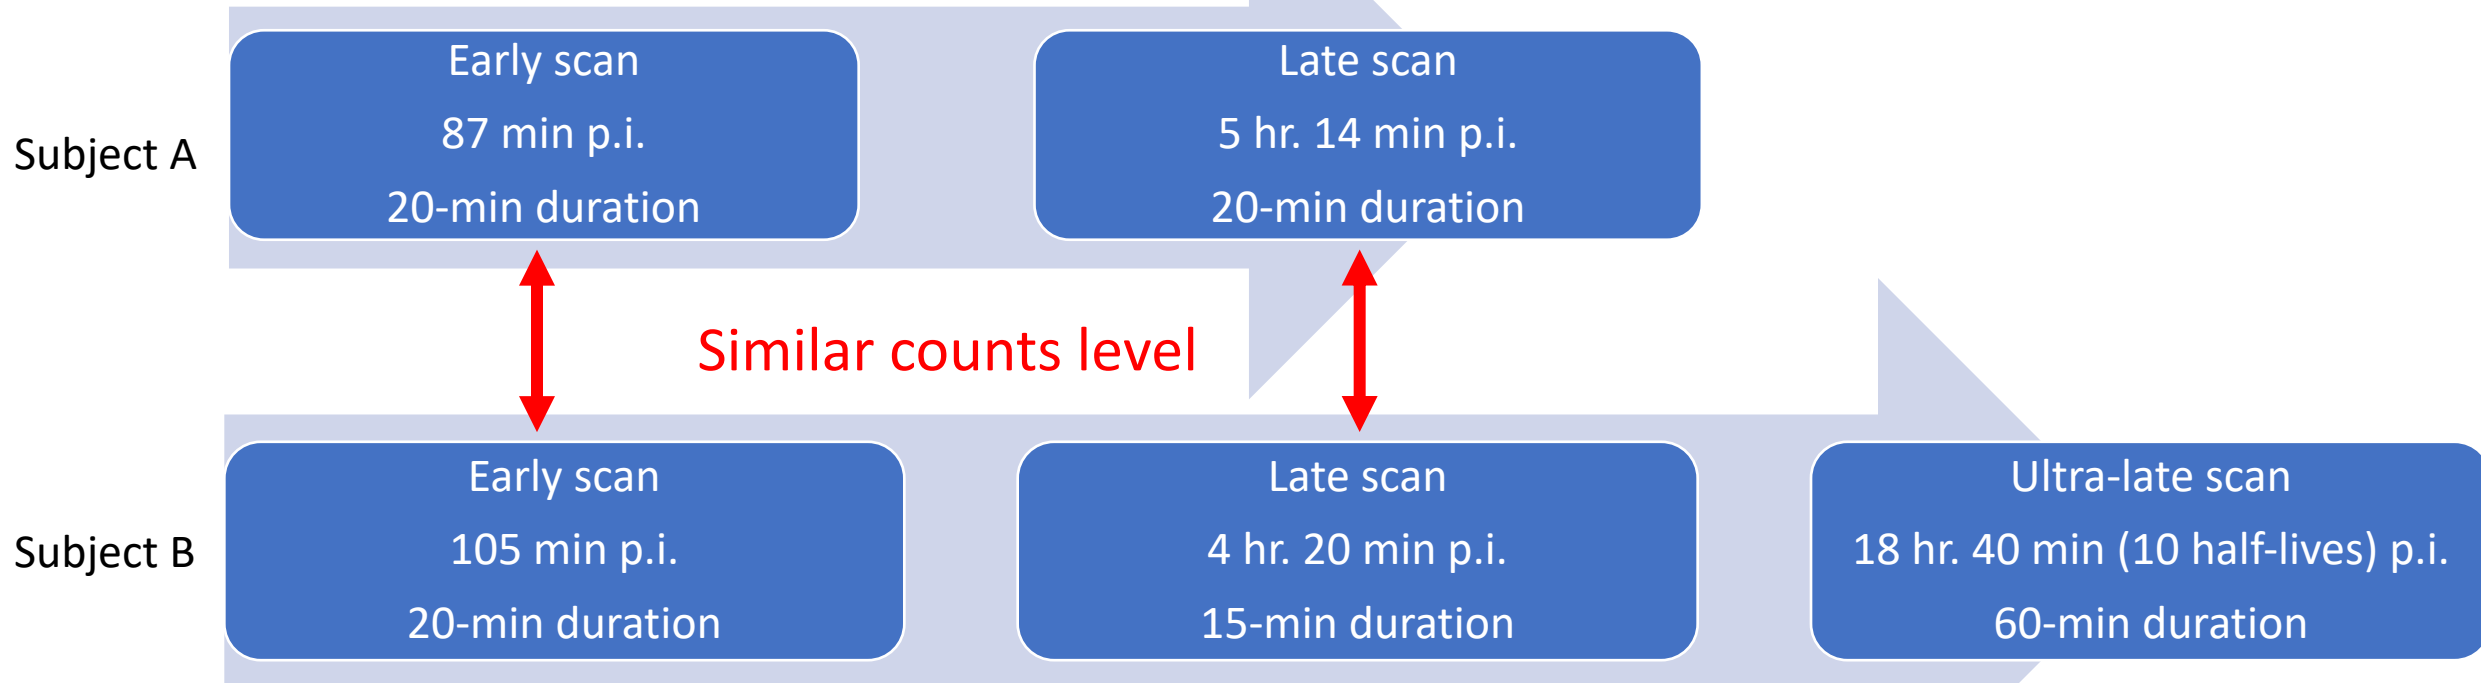 Subject A
Early scan
87 min p.i.
20-min duration
Late scan
5 hr. 14 min p.i.
20-min duration
Similar counts level
Subject B
Early scan
105 min p.i.
20-min duration
Late scan
4 hr. 20 min p.i.
15-min duration
Ultra-late scan
18 hr. 40 min (10 half-lives) p.i.
60-min duration